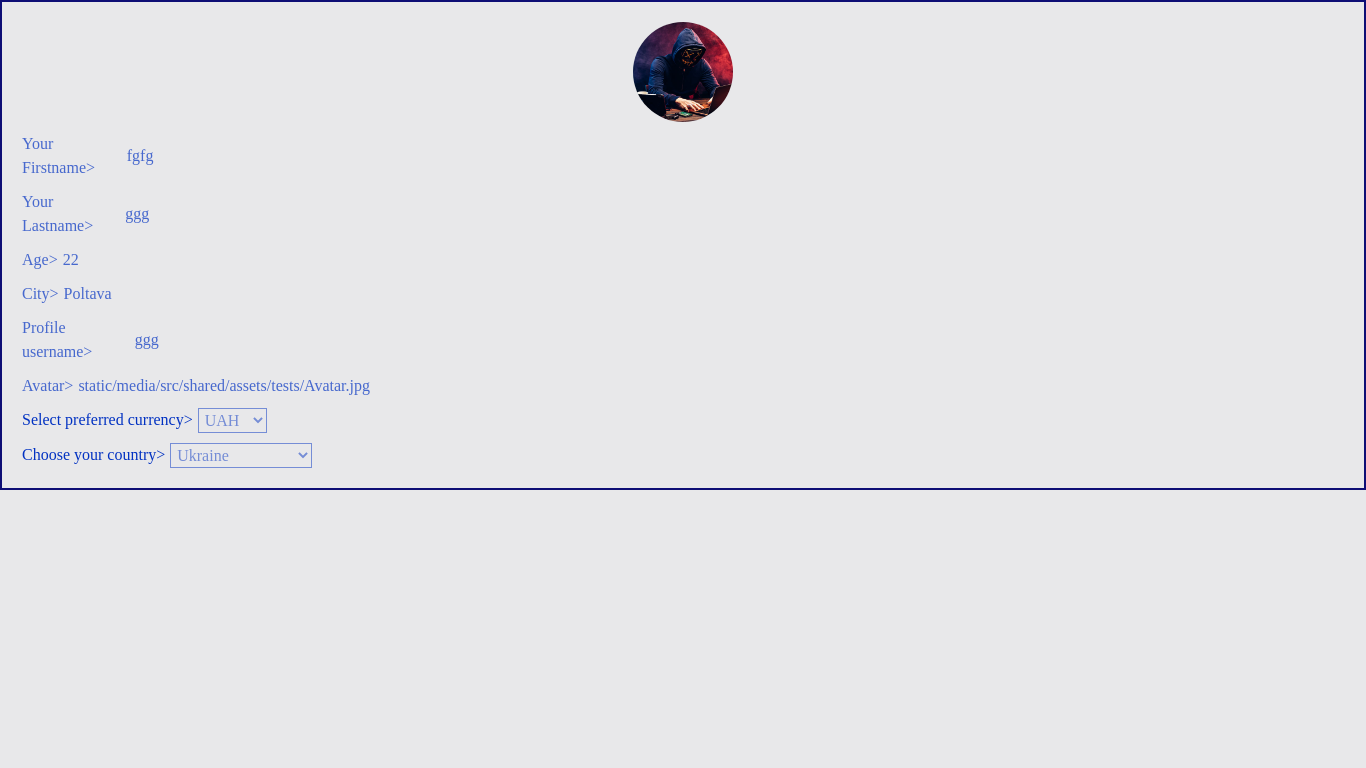 Your
Firstname> fgfg
Your
Lastname> ggg
Age> 22
City> Poltava
Profile
username> ggg
Avatar> static/media/src/shared/assets/tests/Avatar.jpg
Select preferred currency> UAH
Choose your country> Ukraine